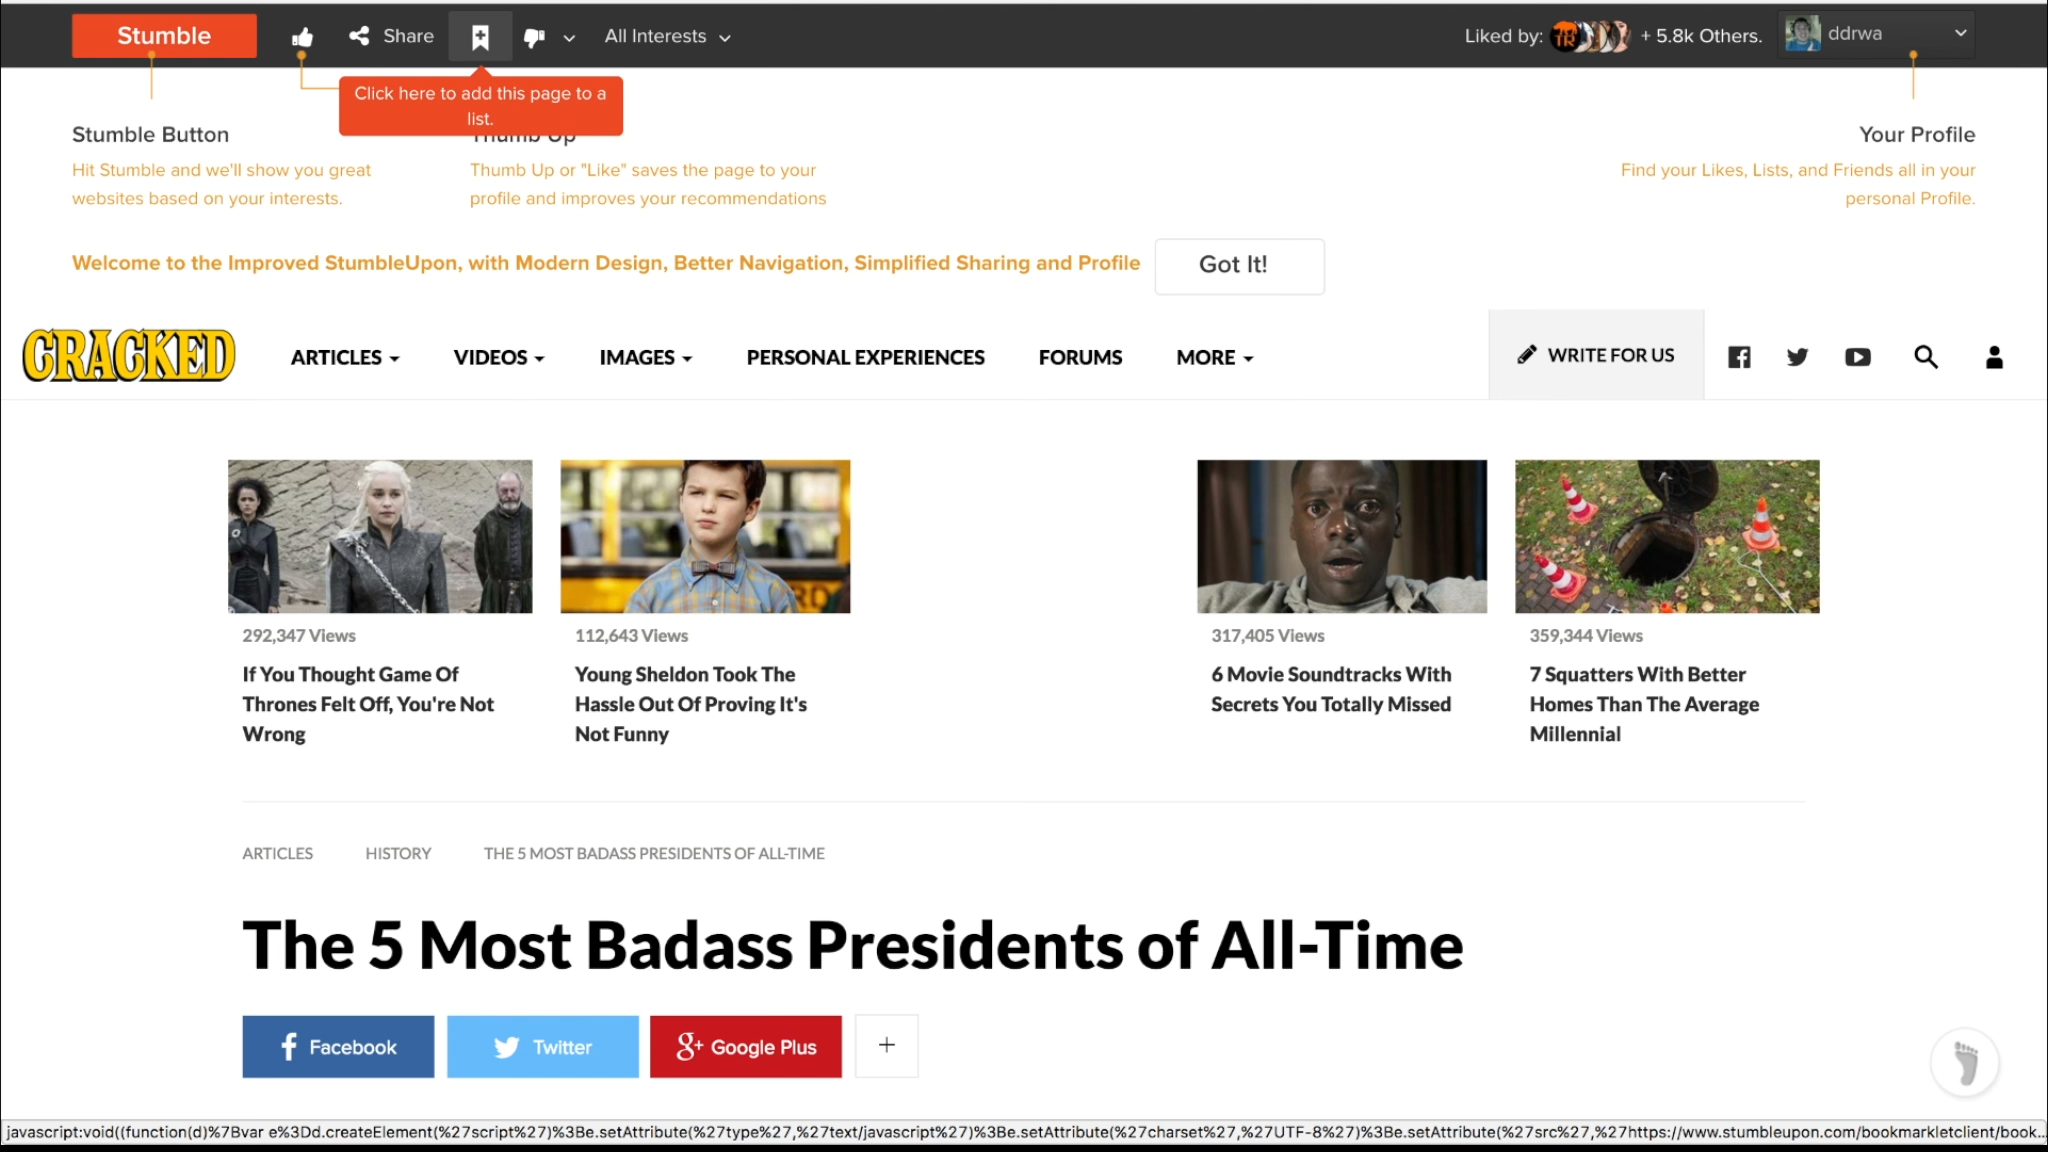 Stumble
Share
All Interests
Liked by:
+ 5.8k Others.
ddrwa
Click here to add this page to a
list.
Stumble Button
Thumb Up
Your Profile
Hit Stumble and we'll show you great
websites based on your interests.
Thumb Up or "Like" saves the page to your
profile and improves your recommendations
Find your Likes, Lists, and Friends all in your
personal Profile.
Welcome to the Improved StumbleUpon, with Modern Design, Better Navigation, Simplified Sharing and Profile
Got It!
CRACKED
ARTICLES
VIDEOS
IMAGES
PERSONAL EXPERIENCES
FORUMS
MORE
WRITE FOR US
292,347 Views
If You Thought Game Of
Thrones Felt Off, You're Not
Wrong
112,643 Views
Young Sheldon Took The
Hassle Out Of Proving It's
Not Funny
317,405 Views
6 Movie Soundtracks With
Secrets You Totally Missed
359,344 Views
7 Squatters With Better
Homes Than The Average
Millennial
ARTICLES
HISTORY
THE 5 MOST BADASS PRESIDENTS OF ALL-TIME
The 5 Most Badass Presidents of All-Time
Facebook
Twitter
g+ Google Plus
+
javascript:void((function(d)%7Bvar e%3Dd.createElement(%27script%27)%3Be.setAttribute(%27type%27,%27text/javascript%27)%3Be.setAttribute(%27charset%27,%27UTF-8%27)%3Be.setAttribute(%27src%27,%27https://www.stumbleupon.com/bookmarkletclient/book...